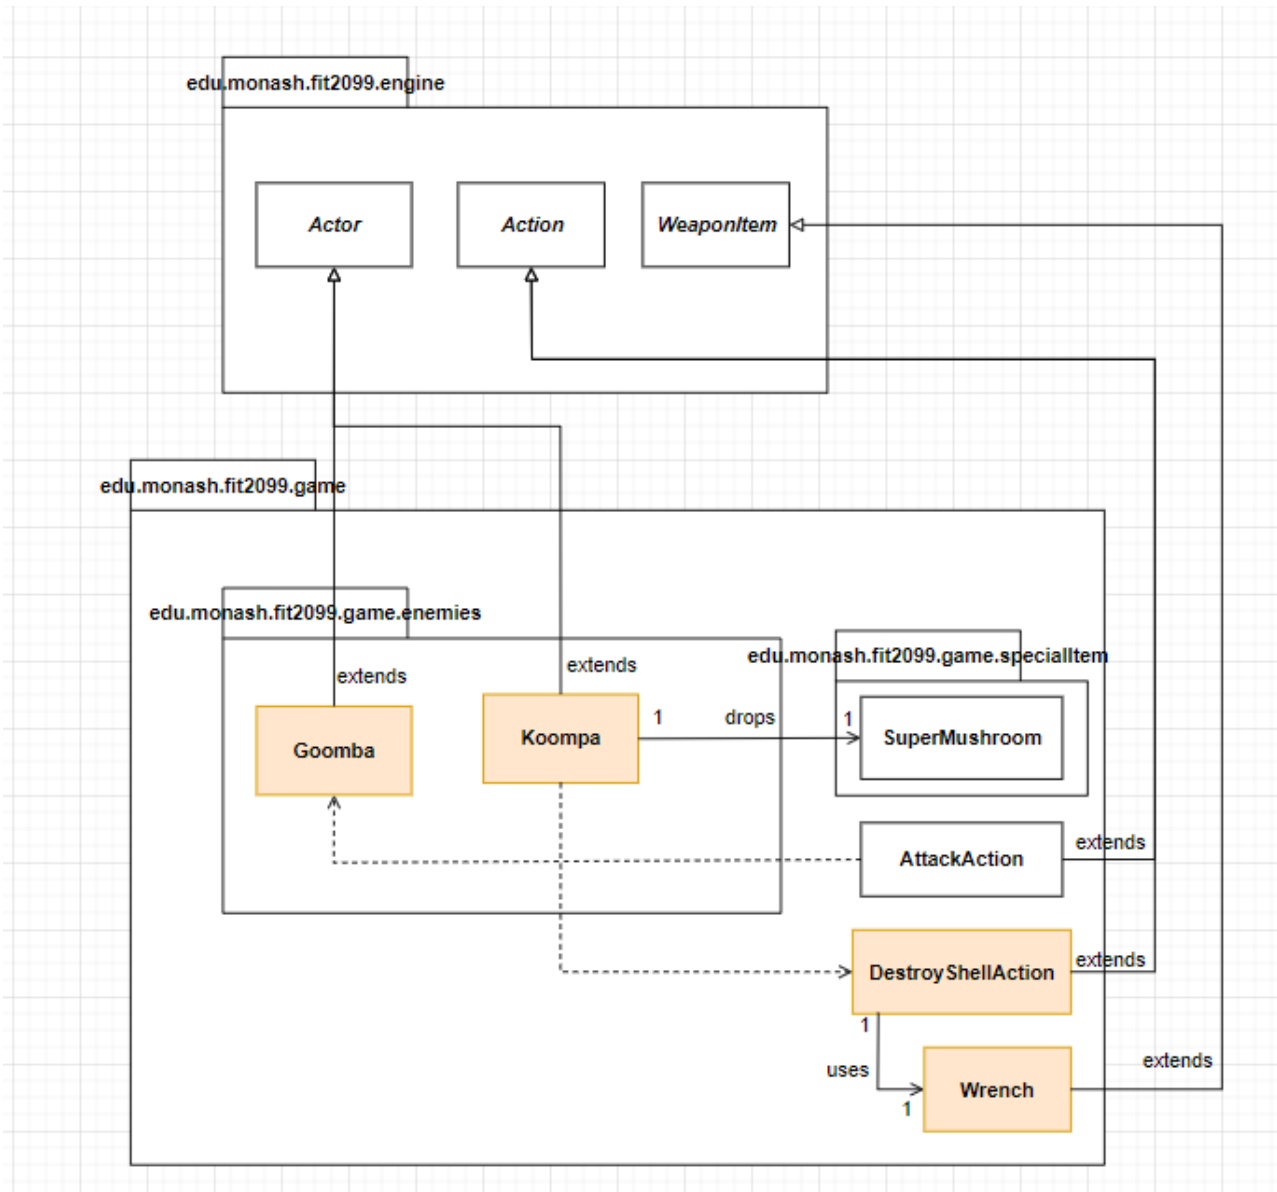 edu.monash.fit2099.engine
Actor
Action
WeaponItem
edu.monash.fit2099.game
edu.monash.fit2099.game.enemies
edu.monash.fit2099.game.specialItem
extends
extends
Goomba
Koompa
1
drops
1
SuperMushroom
AttackAction
extends
DestroyShellAction
extends
1
uses
1
Wrench
extends